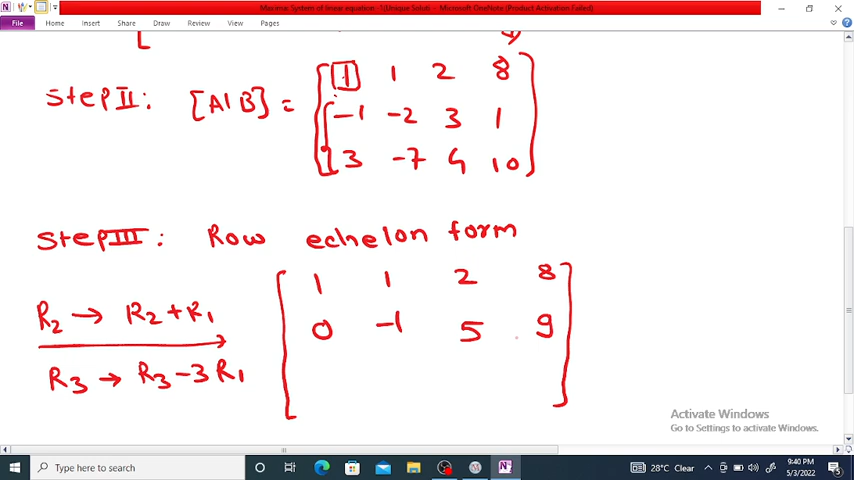 Maximas System of linear equation -1(Unique Soluti - Microsoft OneNote (Product Activation Failed)
File Home Insert Draw Review View Pages
Step II: [A|B] = [ 1 1 2 8
-1 -2 3 1
3 -7 4 10 ]
Step III: Row echelon form
R2 → R2 + R1
R3 → R3 - 3R1
[ 1 1 2 8
0 -1 5 9 ]
Activate Windows
Go to Settings to activate Windows.
Type here to search
28°C Clear
9:40 PM
5/3/2022